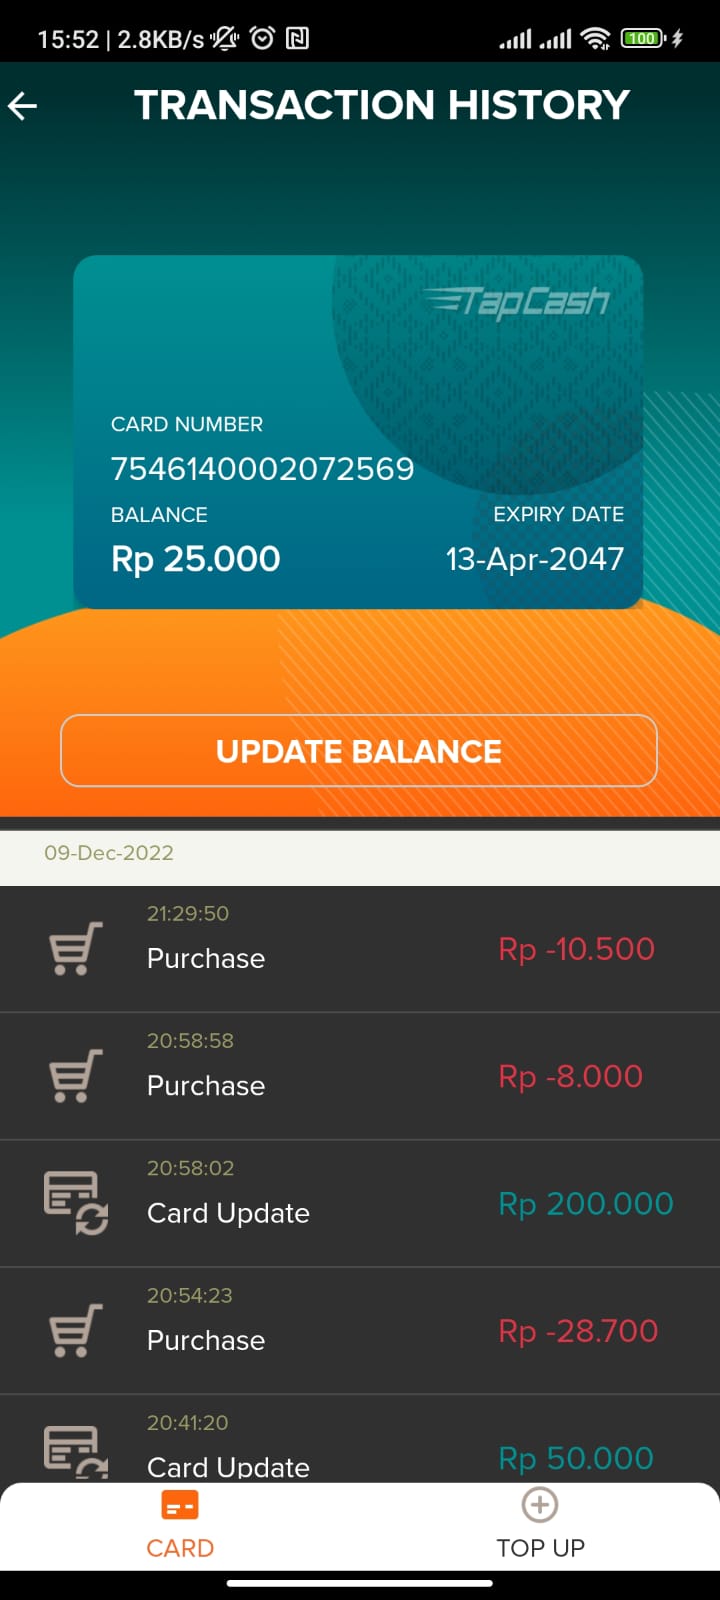 15:52 | 2.8KB/s
100
TRANSACTION HISTORY
TapCash
CARD NUMBER
7546140002072569
BALANCE
EXPIRY DATE
Rp 25.000
13-Apr-2047
UPDATE BALANCE
09-Dec-2022
21:29:50
Purchase
Rp -10.500
20:58:58
Purchase
Rp -8.000
20:58:02
Card Update
Rp 200.000
20:54:23
Purchase
Rp -28.700
20:41:20
Card Update
Rp 50.000
CARD
TOP UP